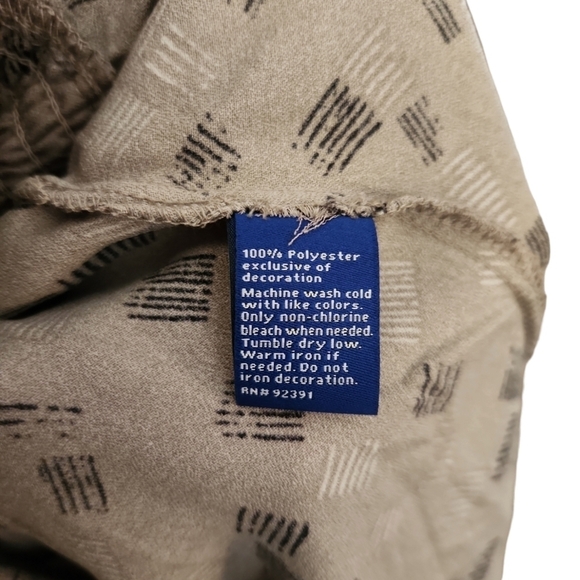 100% Polyester
exclusive of
decoration
Machine wash cold
with like colors.
Only non-chlorine
bleach when needed.
Tumble dry low.
Warm iron if
needed. Do not
iron decoration.
RN# 92391